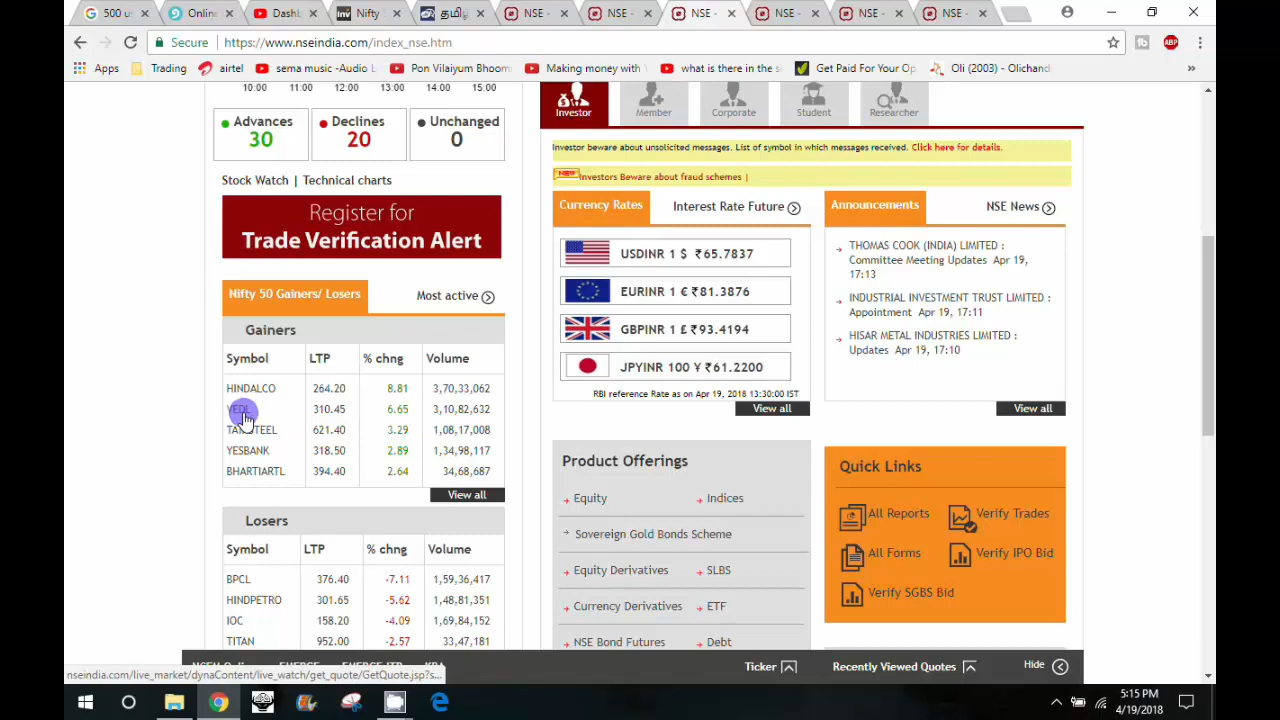 500 u
Online
Dashb
Nifty
தமிழ
NSE -
NSE -
NSE -
NSE -
NSE -
NSE -
Secure
https://www.nseindia.com/index_nse.htm
Apps
Trading
airtel
sema music -Audio L
Pon Vilaiyum Bhoom
Making money with
what is there in the s
Get Paid For Your Op
Oli (2003) - Olichand
10:00 11:00 12:00 13:00 14:00 15:00
Advances
30
Declines
20
Unchanged
0
Stock Watch | Technical charts
Register for
Trade Verification Alert
Nifty 50 Gainers/ Losers
Most active
Gainers
Symbol LTP % chng Volume
HINDALCO 264.20 8.81 3,70,33,062
VEDL 310.45 6.65 3,10,82,632
TATASTEEL 621.40 3.29 1,08,17,008
YESBANK 318.50 2.89 1,34,98,117
BHARTIARTL 394.40 2.64 34,68,687
View all
Losers
Symbol LTP % chng Volume
BPCL 376.40 -7.11 1,59,36,417
HINDPETRO 301.65 -5.62 1,48,81,351
IOC 158.20 -4.09 1,69,84,152
TITAN 952.00 -2.57 33,47,181
Investor
Member
Corporate
Student
Researcher
Investor beware about unsolicited messages. List of symbol in which messages received. Click here for details.
NEW Investors Beware about fraud schemes |
Currency Rates
Interest Rate Future
USDINR 1 $ ₹65.7837
EURINR 1 € ₹81.3876
GBPINR 1 £ ₹93.4194
JPYINR 100 ¥ ₹61.2200
RBI reference Rate as on Apr 19, 2018 13:30:00 IST
View all
Announcements
NSE News
THOMAS COOK (INDIA) LIMITED :
Committee Meeting Updates Apr 19,
17:13
INDUSTRIAL INVESTMENT TRUST LIMITED :
Appointment Apr 19, 17:11
HISAR METAL INDUSTRIES LIMITED :
Updates Apr 19, 17:10
View all
Product Offerings
Equity
Indices
Sovereign Gold Bonds Scheme
Equity Derivatives
SLBS
Currency Derivatives
ETF
NSE Bond Futures
Debt
Quick Links
All Reports
Verify Trades
All Forms
Verify IPO Bid
Verify SGBS Bid
Ticker
Recently Viewed Quotes
Hide
nseindia.com/live_market/dynaContent/live_watch/get_quote/GetQuote.jsp?s...
5:15 PM
4/19/2018